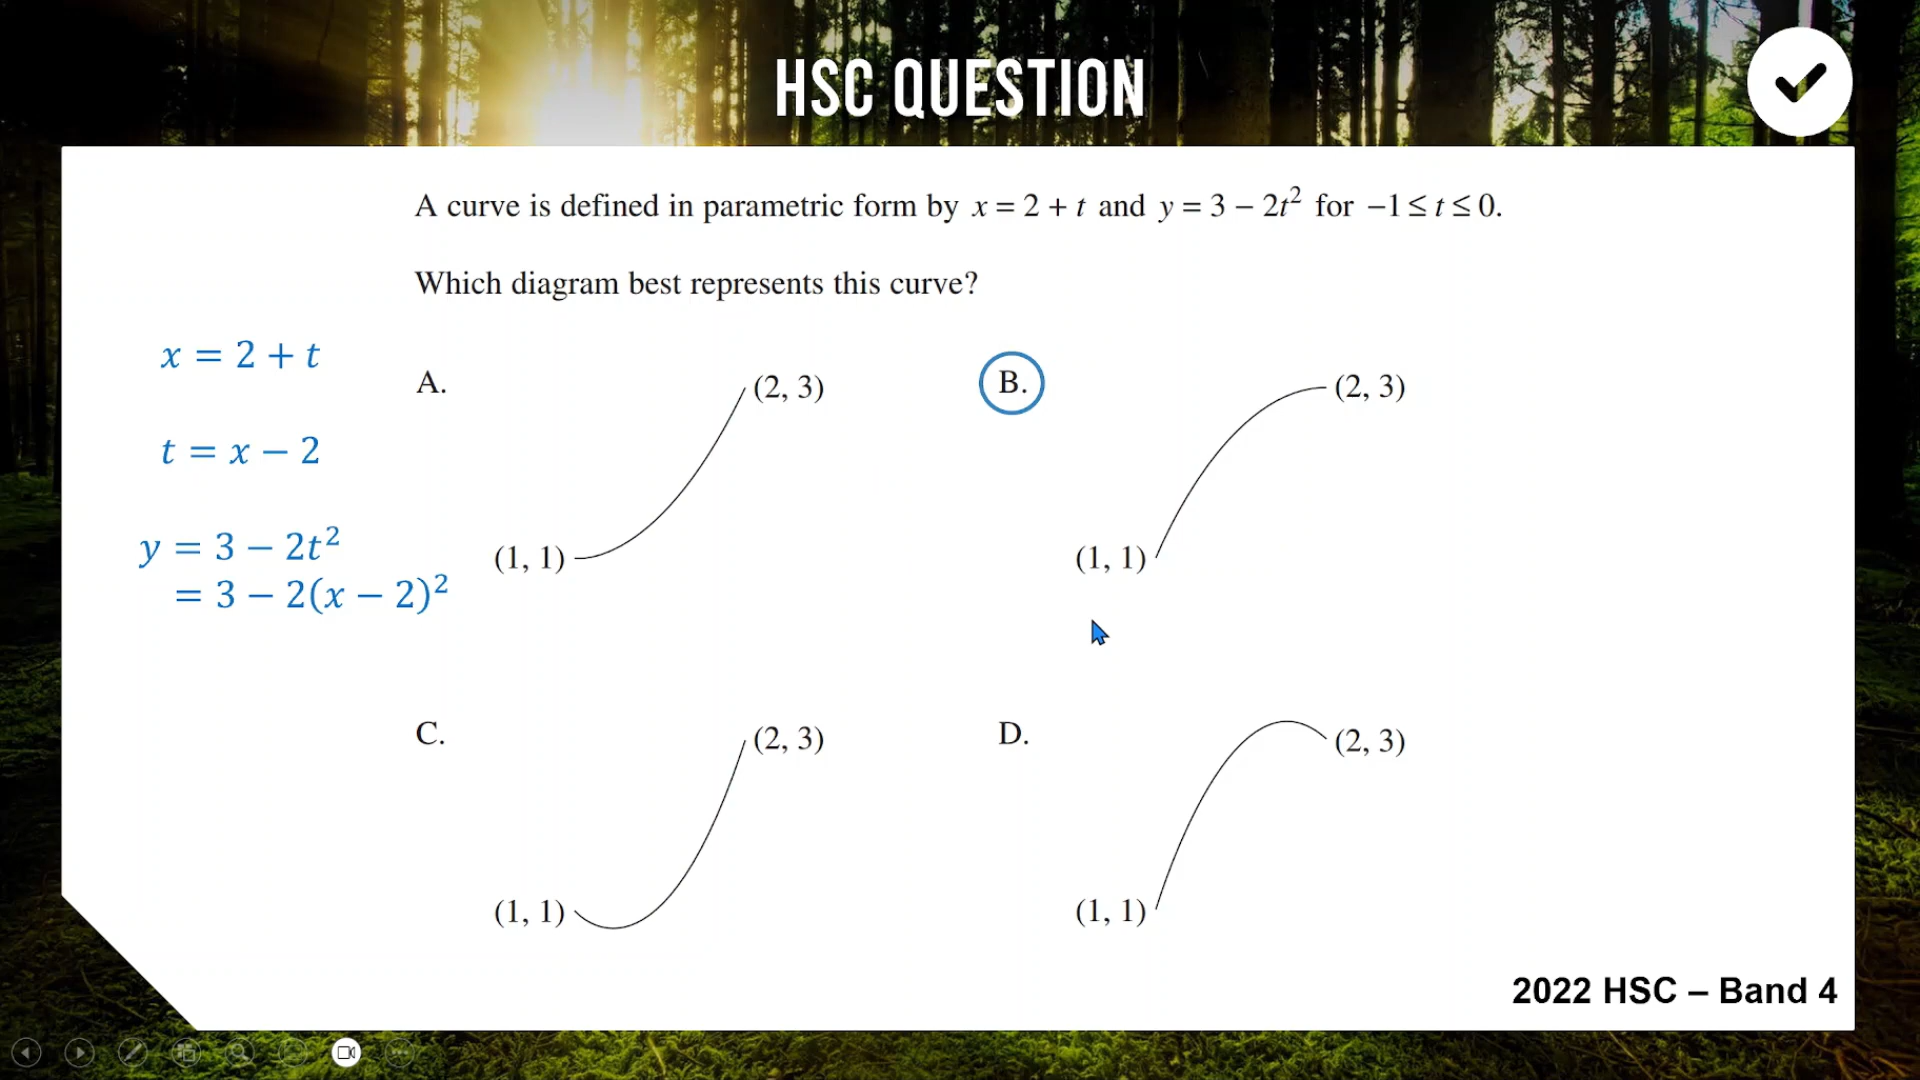 HSC QUESTION
A curve is defined in parametric form by x = 2 + t and y = 3 − 2t² for −1 ≤ t ≤ 0.
Which diagram best represents this curve?
x = 2 + t
t = x − 2
y = 3 − 2t²
= 3 − 2(x − 2)²
A.
(2, 3)
(1, 1)
B.
(2, 3)
(1, 1)
C.
(2, 3)
(1, 1)
D.
(2, 3)
(1, 1)
2022 HSC – Band 4